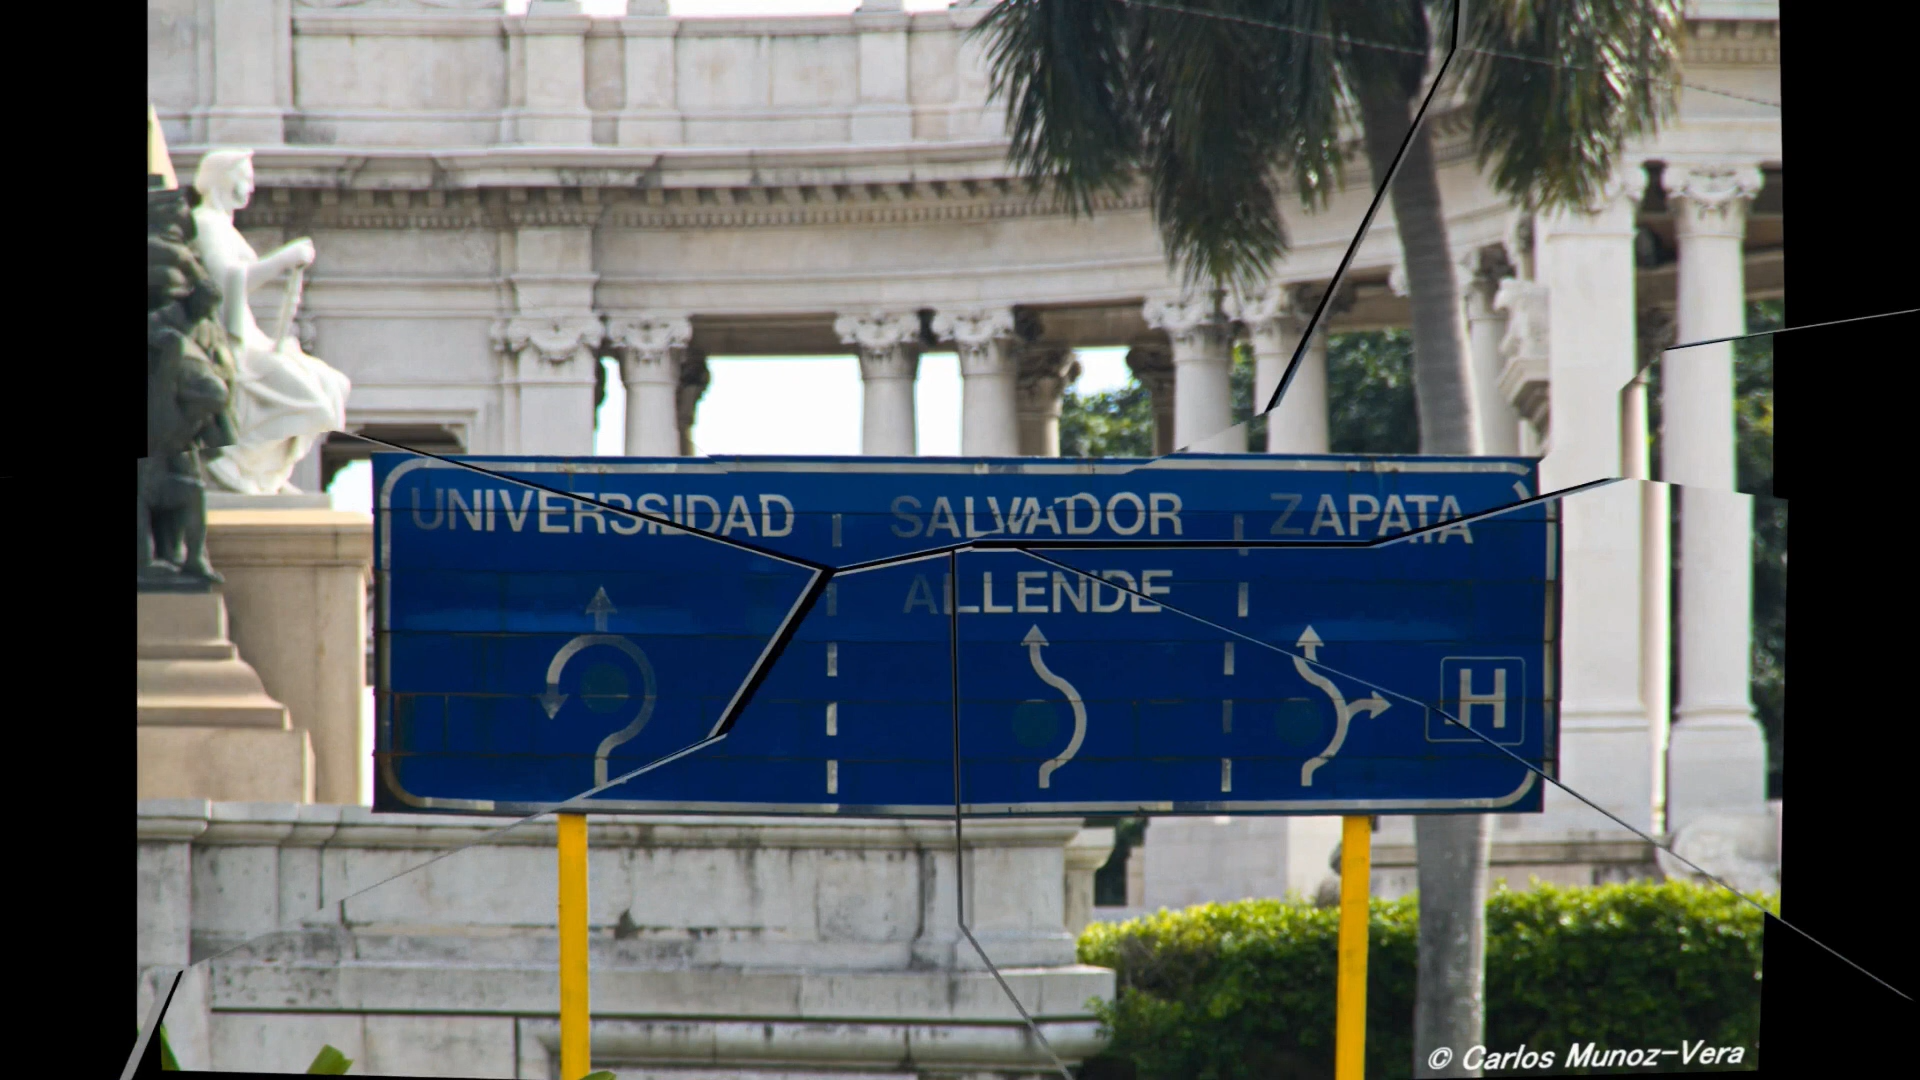 UNIVERSIDAD
SALVADOR
ALLENDE
ZAPATA
H
© Carlos Munoz-Vera